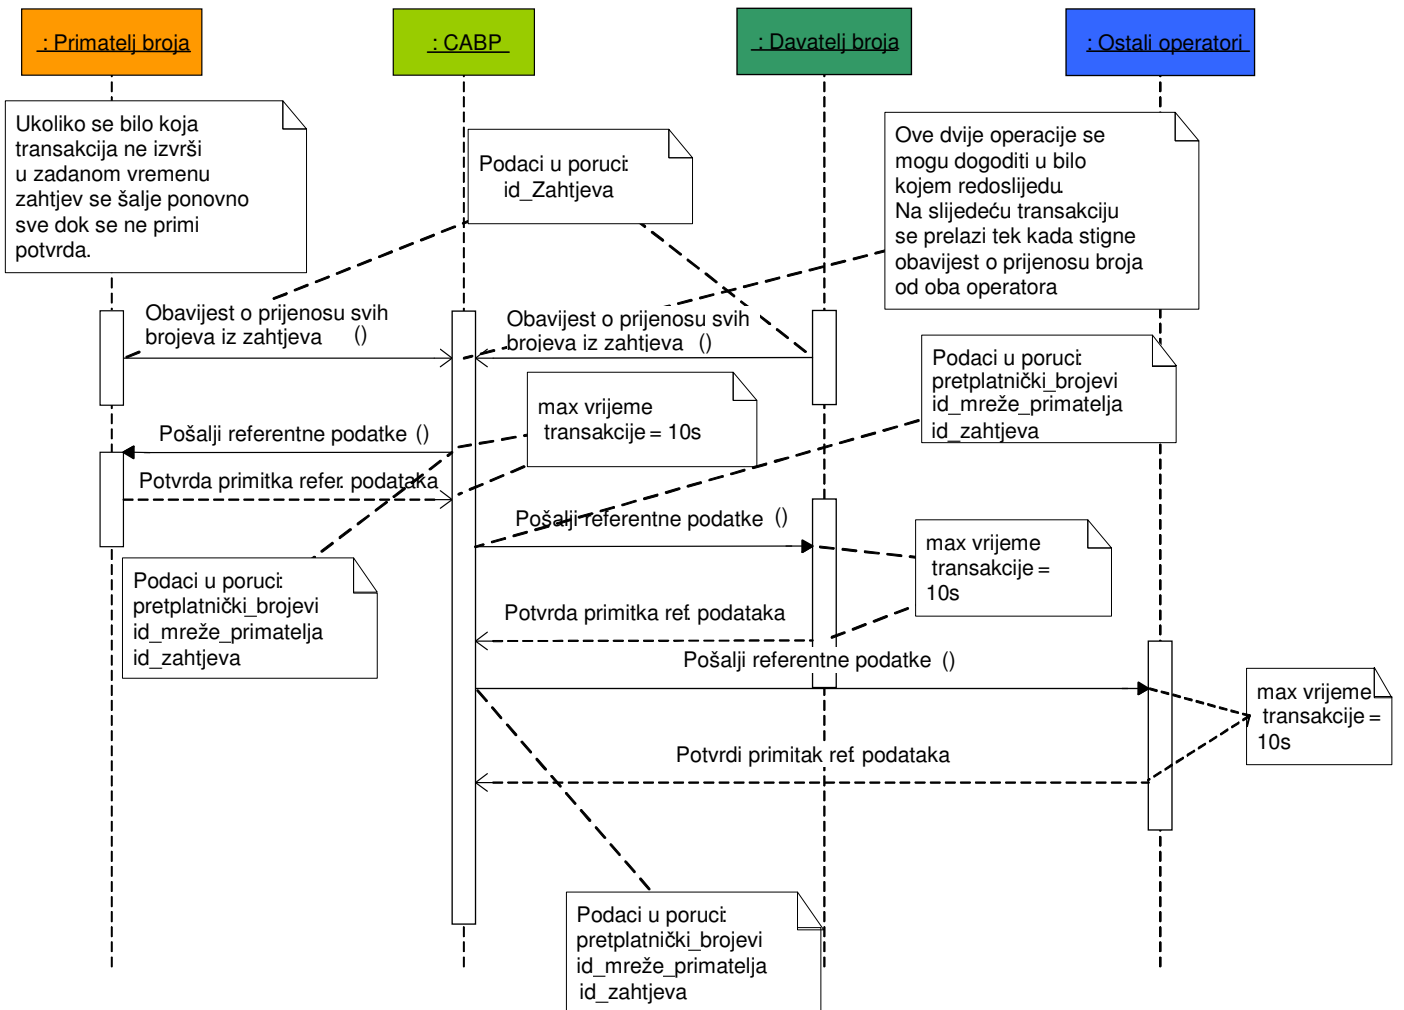 : Primatelj broja
: CABP
: Davatelj broja
: Ostali operatori
Ukoliko se bilo koja
transakcija ne izvrši
u zadanom vremenu
zahtjev se šalje ponovno
sve dok se ne primi
potvrda.
Podaci u poruci:
id_Zahtjeva
Ove dvije operacije se
mogu dogoditi u bilo
kojem redoslijedu.
Na slijedeću transakciju
se prelazi tek kada stigne
obavijest o prijenosu broja
od oba operatora
Obavijest o prijenosu svih
brojeva iz zahtjeva ()
Obavijest o prijenosu svih
brojeva iz zahtjeva ()
Podaci u poruci:
pretplatnički_brojevi
id_mreže_primatelja
id_zahtjeva
max vrijeme
transakcije = 10s
Pošalji referentne podatke ()
Potvrda primitka refer. podataka
Pošalji referentne podatke ()
max vrijeme
transakcije =
10s
Podaci u poruci:
pretplatnički_brojevi
id_mreže_primatelja
id_zahtjeva
Potvrda primitka ref. podataka
Pošalji referentne podatke ()
max vrijeme
transakcije =
10s
Potvrdi primitak ref. podataka
Podaci u poruci:
pretplatnički_brojevi
id_mreže_primatelja
id_zahtjeva